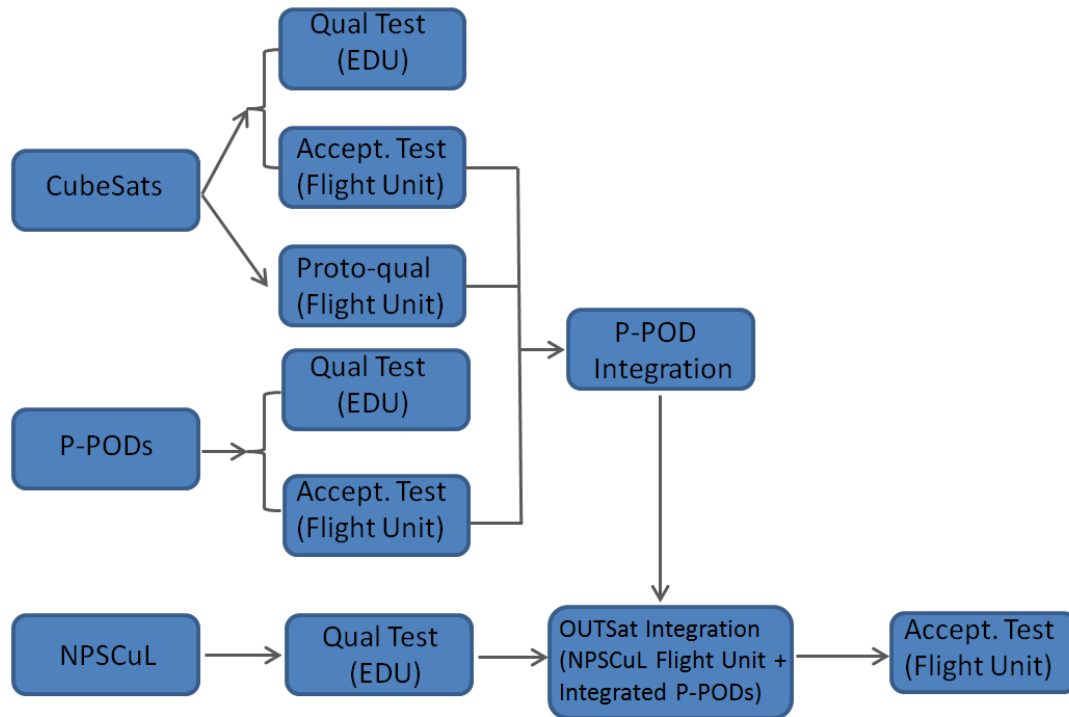 Qual Test
(EDU)
CubeSats
Accept. Test
(Flight Unit)
Proto-qual
(Flight Unit)
P-POD
Integration
P-PODs
Qual Test
(EDU)
Accept. Test
(Flight Unit)
NPSCuL
Qual Test
(EDU)
OUTSat Integration
(NPSCuL Flight Unit +
Integrated P-PODs)
Accept. Test
(Flight Unit)